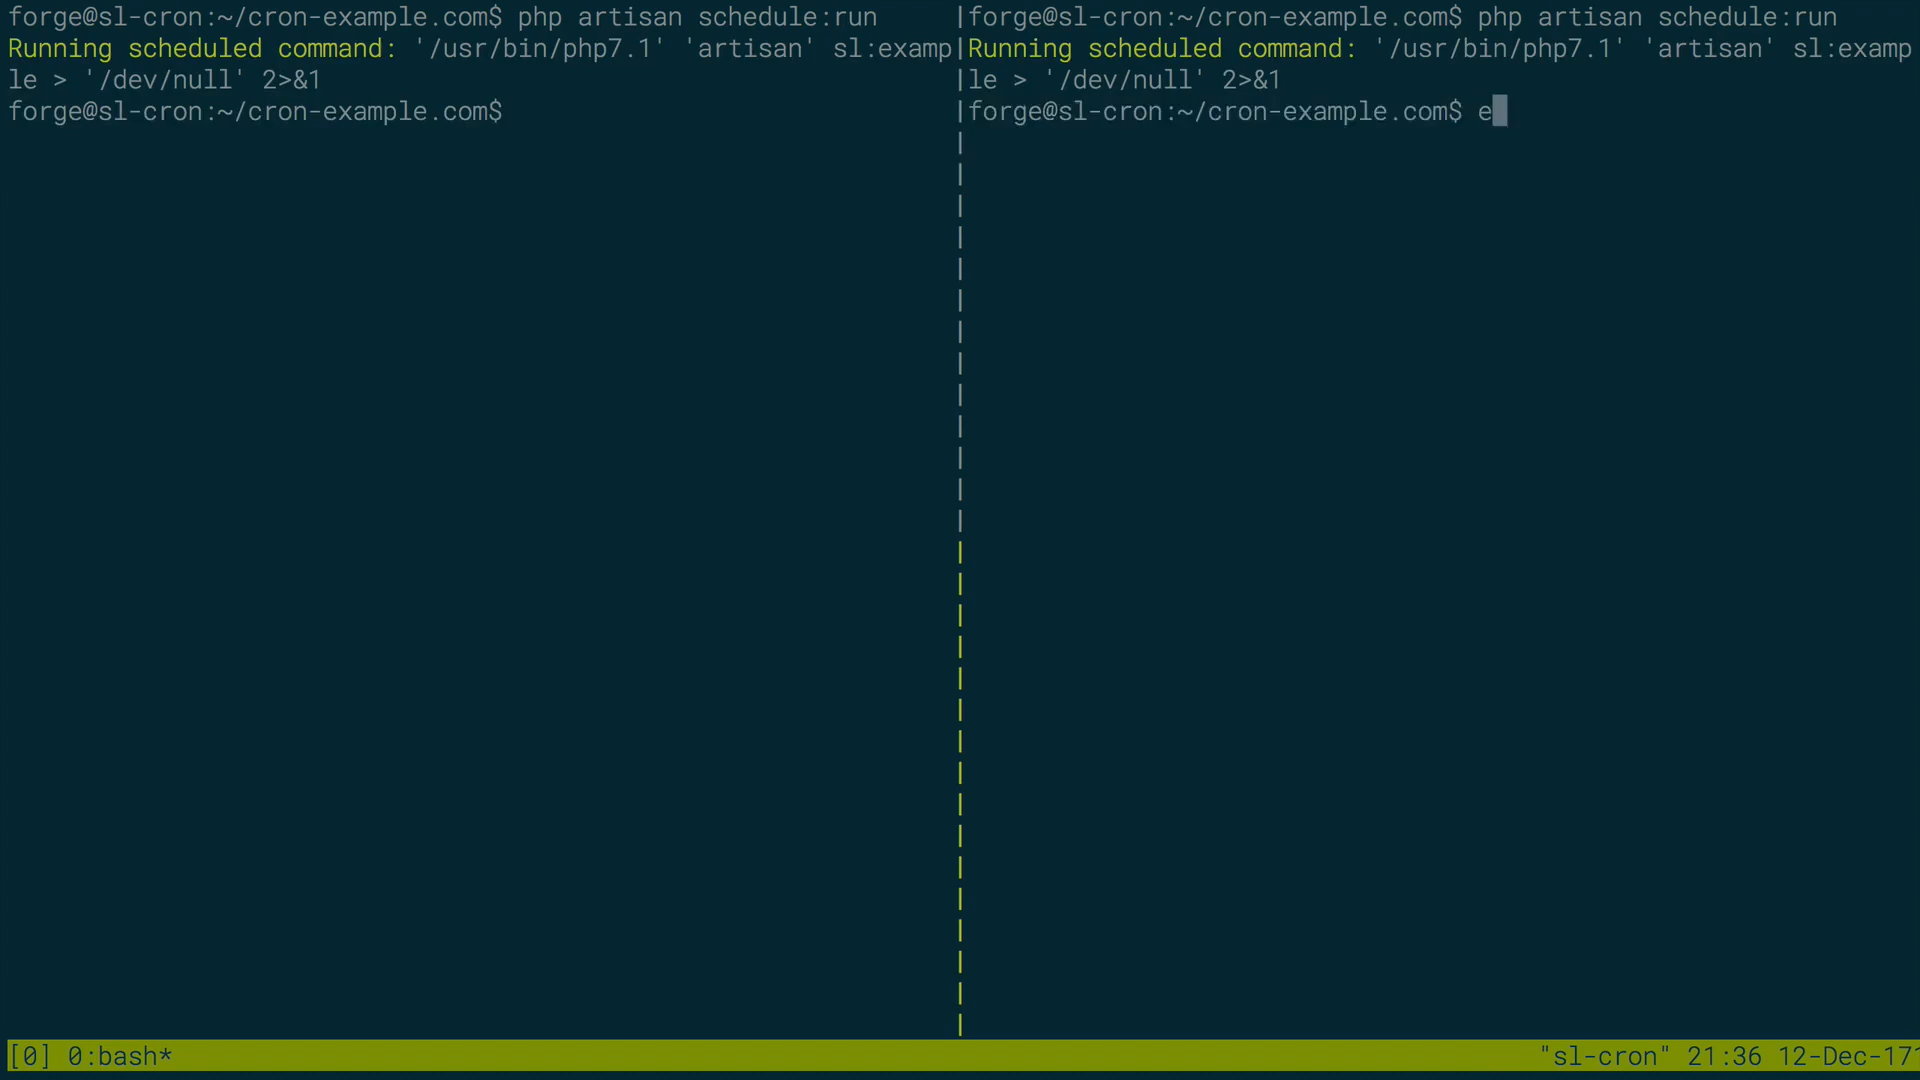 forge@sl-cron:~/cron-example.com$ php artisan schedule:run
Running scheduled command: '/usr/bin/php7.1' 'artisan' sl:examp
le > '/dev/null' 2>&1
forge@sl-cron:~/cron-example.com$
forge@sl-cron:~/cron-example.com$ php artisan schedule:run
Running scheduled command: '/usr/bin/php7.1' 'artisan' sl:examp
le > '/dev/null' 2>&1
forge@sl-cron:~/cron-example.com$ e
[0] 0:bash* "sl-cron" 21:36 12-Dec-17